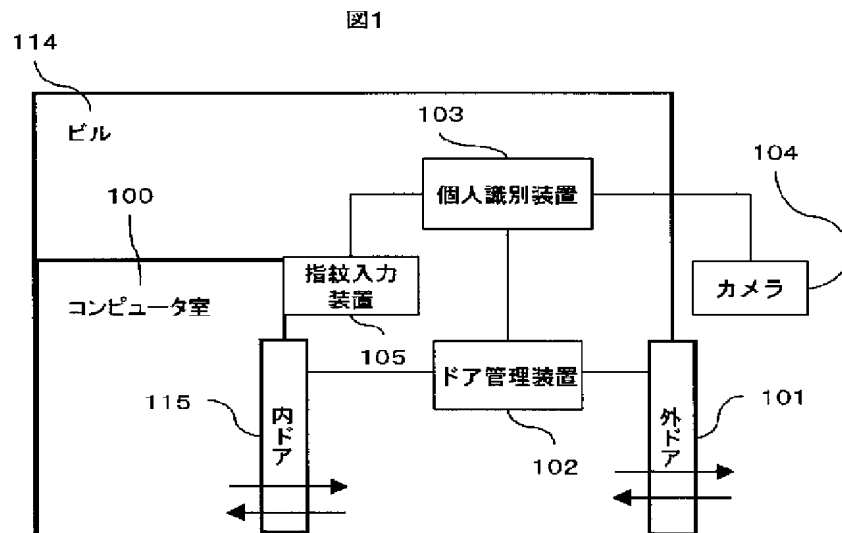 図1
114
ビル
103
個人識別装置
104
カメラ
100
コンピュータ室
指紋入力
装置
105
ドア管理装置
102
115
内ドア
外ドア
101